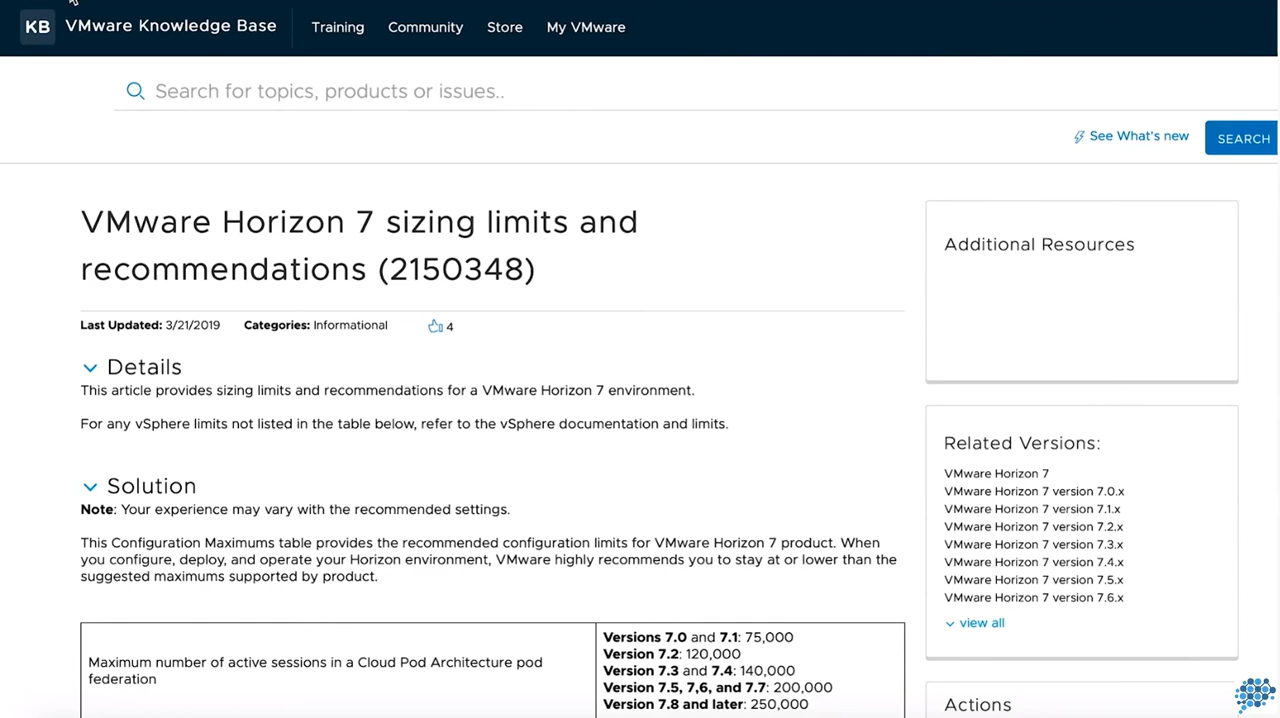 KB VMware Knowledge Base Training Community Store My VMware
Search for topics, products or issues..
See What's new SEARCH
VMware Horizon 7 sizing limits and
recommendations (2150348)
Last Updated: 3/21/2019 Categories: Informational 4
Details
This article provides sizing limits and recommendations for a VMware Horizon 7 environment.
For any vSphere limits not listed in the table below, refer to the vSphere documentation and limits.
Solution
Note: Your experience may vary with the recommended settings.
This Configuration Maximums table provides the recommended configuration limits for VMware Horizon 7 product. When
you configure, deploy, and operate your Horizon environment, VMware highly recommends you to stay at or lower than the
suggested maximums supported by product.
Maximum number of active sessions in a Cloud Pod Architecture pod
federation
Versions 7.0 and 7.1: 75,000
Version 7.2: 120,000
Version 7.3 and 7.4: 140,000
Version 7.5, 7,6, and 7.7: 200,000
Version 7.8 and later: 250,000
Additional Resources
Related Versions:
VMware Horizon 7
VMware Horizon 7 version 7.0.x
VMware Horizon 7 version 7.1.x
VMware Horizon 7 version 7.2.x
VMware Horizon 7 version 7.3.x
VMware Horizon 7 version 7.4.x
VMware Horizon 7 version 7.5.x
VMware Horizon 7 version 7.6.x
view all
Actions